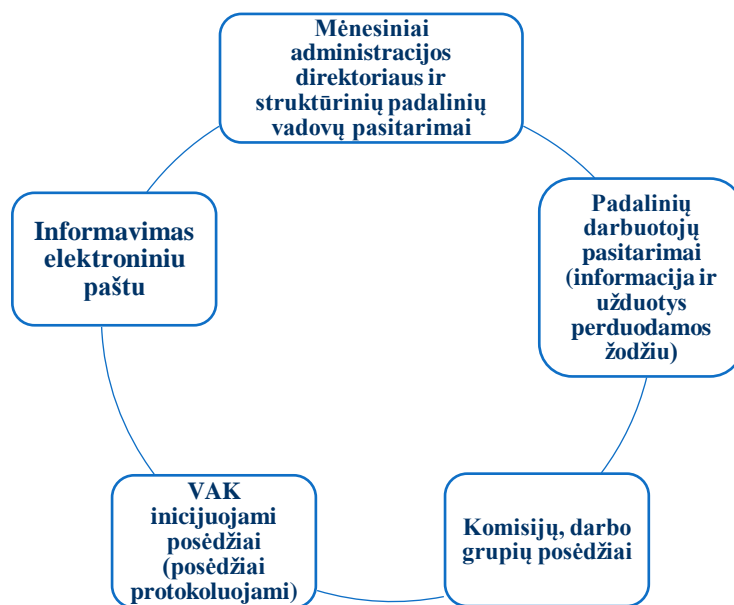 Mėnesiniai
administracijos
direktoriaus ir
struktūrinių padalinių
vadovų pasitarimai
Padalinių
darbuotojų
pasitarimai
(informacija ir
užduotys
perduodamos
žodžiu)
Komisijų, darbo
grupių posėdžiai
VAK
inicijuojami
posėdžiai
(posėdžiai
protokoluojami)
Informavimas
elektroniniu
paštu